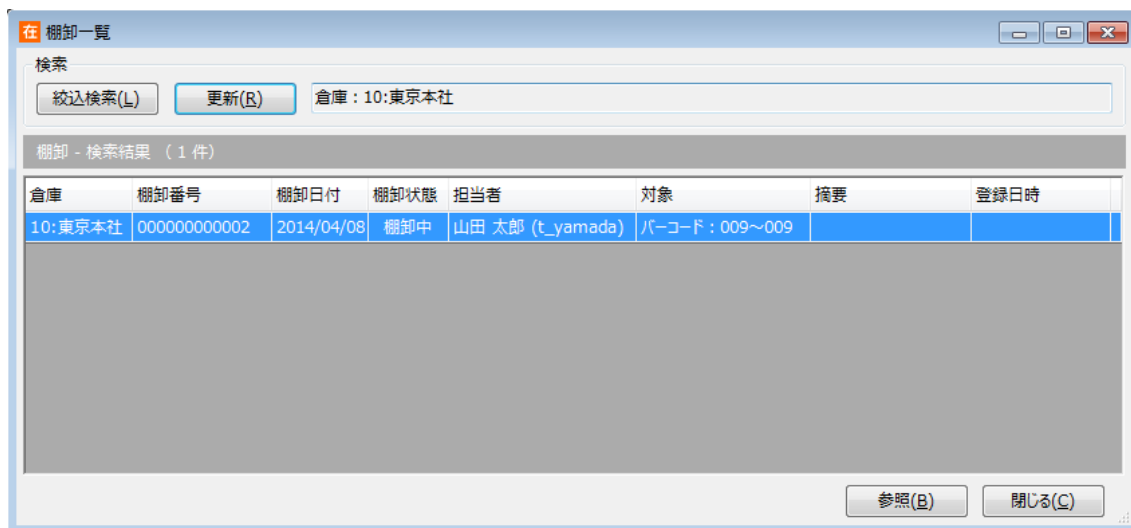 在 棚卸一覧
検索
絞込検索(L) 更新(R) 倉庫：10:東京本社
棚卸 - 検索結果 （1件）
倉庫 棚卸番号 棚卸日付 棚卸状態 担当者 対象 摘要 登録日時
10:東京本社 000000000002 2014/04/08 棚卸中 山田 太郎 (t_yamada) バーコード：009～009
参照(B) 閉じる(C)